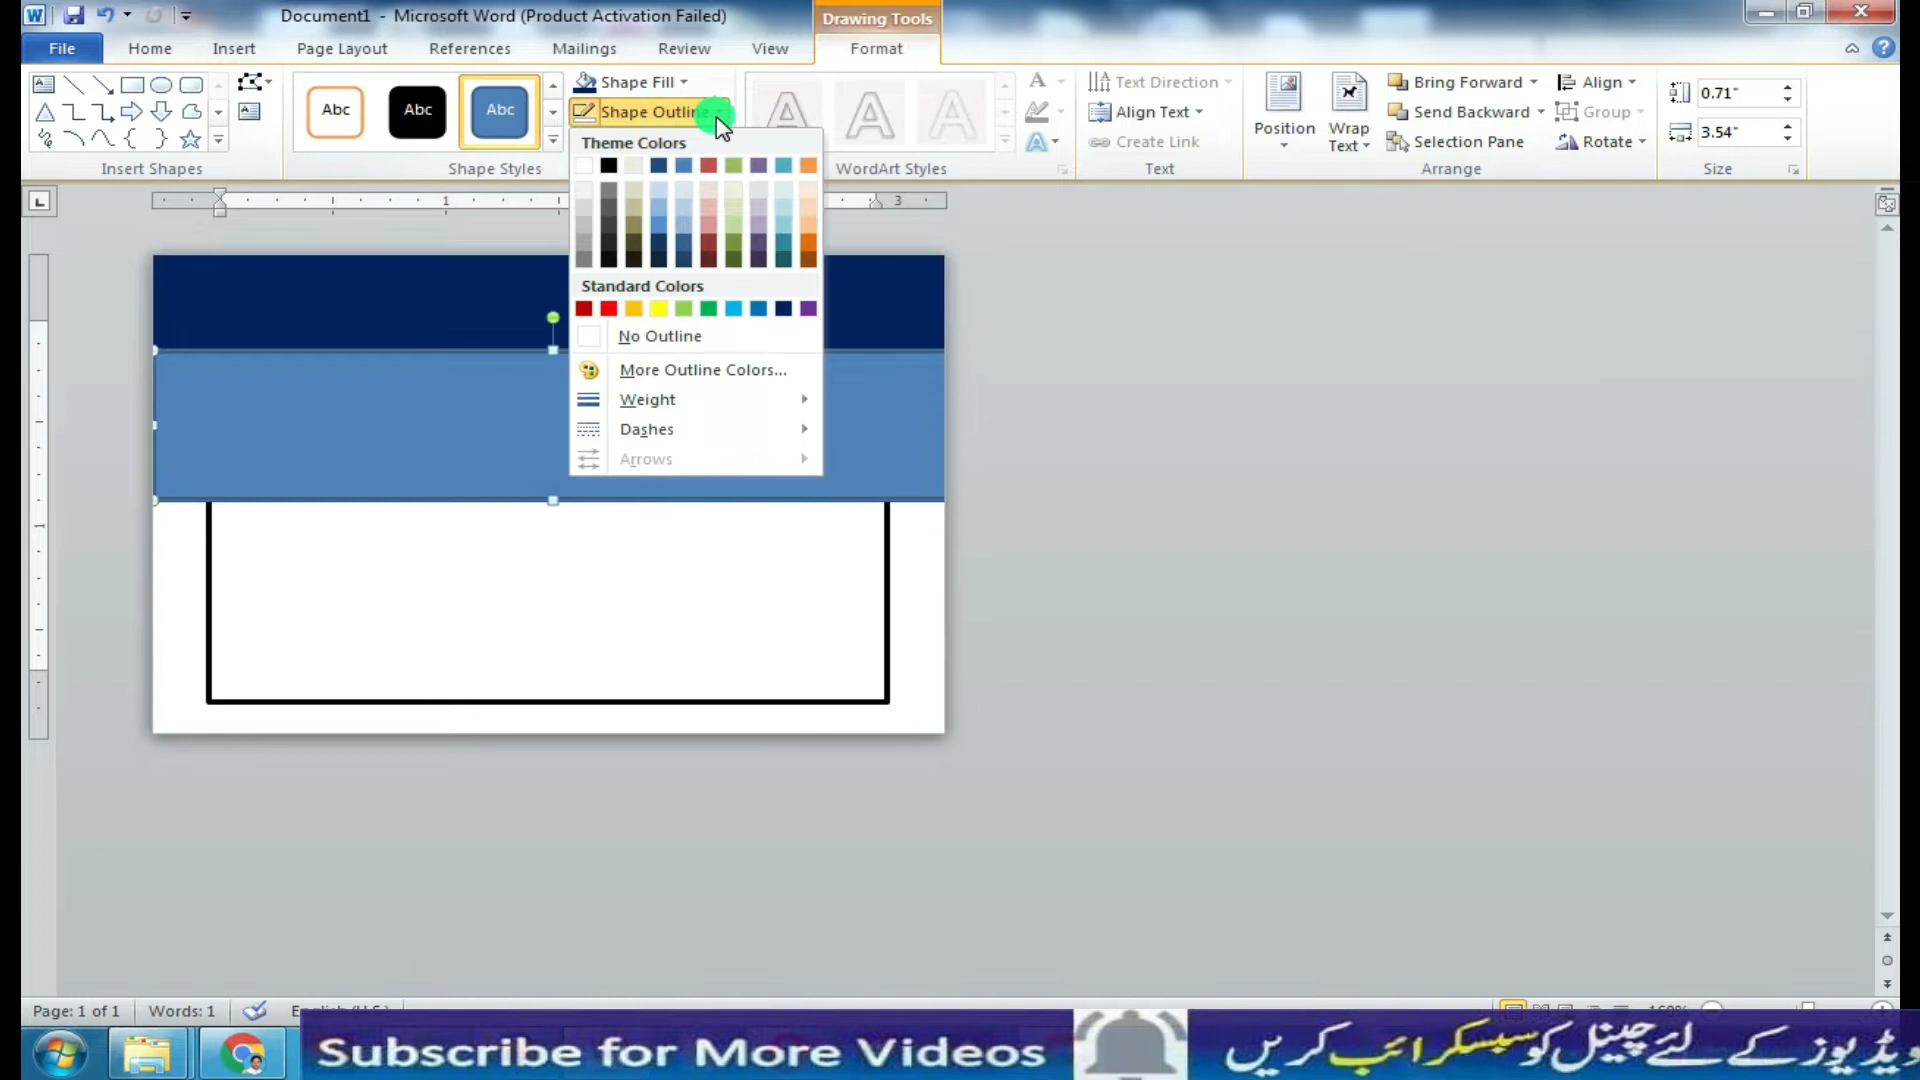 Document1 - Microsoft Word (Product Activation Failed)
Drawing Tools
File
Home
Insert
Page Layout
References
Mailings
Review
View
Format
Abc
Abc
Abc
Shape Fill
Shape Outline
Text Direction
Align Text
Create Link
Position
Wrap Text
Bring Forward
Send Backward
Selection Pane
Align
Group
Rotate
0.71"
3.54"
Insert Shapes
Shape Styles
WordArt Styles
Text
Arrange
Size
Theme Colors
Standard Colors
No Outline
More Outline Colors...
Weight
Dashes
Arrows
1
3
1
Page: 1 of 1
Words: 1
Subscribe for More Videos
ویڈیوز کے لئے چینل کو سبسکرائب کریں